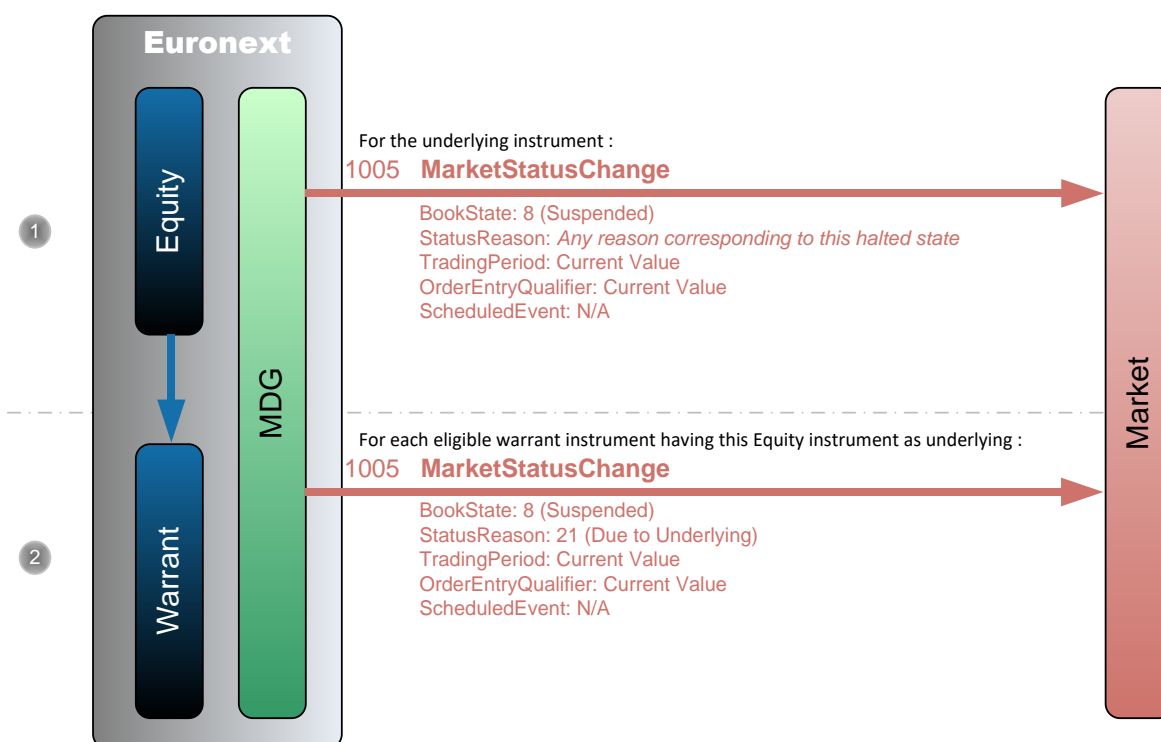 Euronext
Equity
MDG
Market
For the underlying instrument :
1005 MarketStatusChange
BookState: 8 (Suspended)
StatusReason: Any reason corresponding to this halted state
TradingPeriod: Current Value
OrderEntryQualifier: Current Value
ScheduledEvent: N/A
1
For each eligible warrant instrument having this Equity instrument as underlying :
1005 MarketStatusChange
BookState: 8 (Suspended)
StatusReason: 21 (Due to Underlying)
TradingPeriod: Current Value
OrderEntryQualifier: Current Value
ScheduledEvent: N/A
2
Warrant